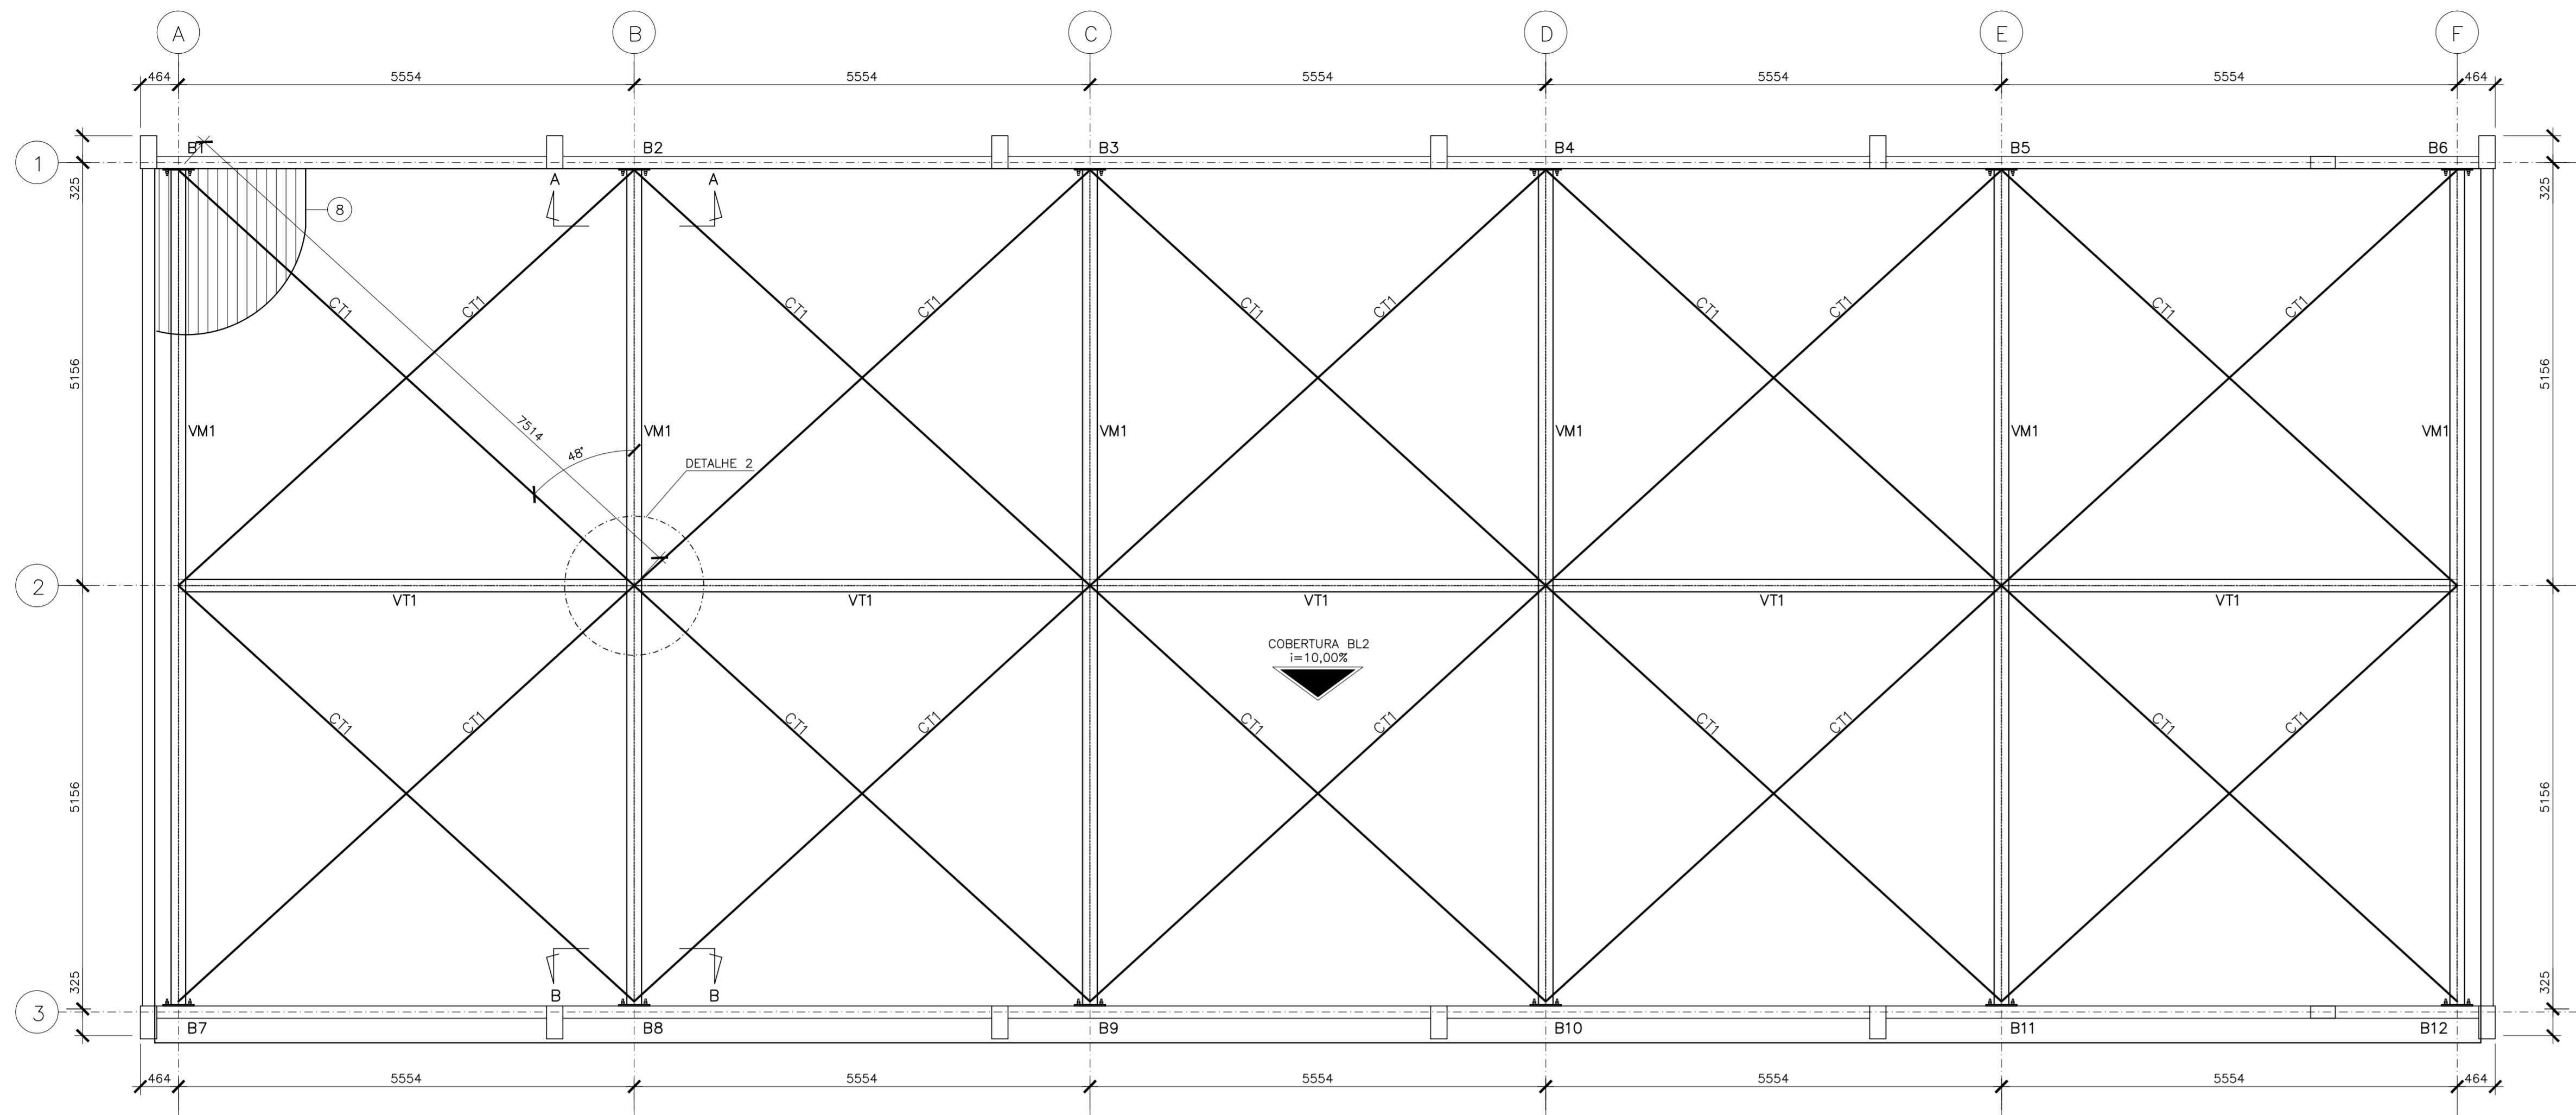 A B C D E F
464 5554 5554 5554 5554 5554 464
1 B1 B2 B3 B4 B5 B6
325 A A 325
8
CT1 CT1 CT1 CT1 CT1 CT1 CT1 CT1 CT1 CT1
5156 5156
VM1 VM1 VM1 VM1 VM1 VM1
7514
48°
DETALHE 2
2
VT1 VT1 VT1 VT1 VT1
COBERTURA BL2
i=10,00%
CT1 CT1 CT1 CT1 CT1 CT1 CT1 CT1 CT1 CT1
5156 5156
325 B B 325
3
B7 B8 B9 B10 B11 B12
464 5554 5554 5554 5554 5554 464